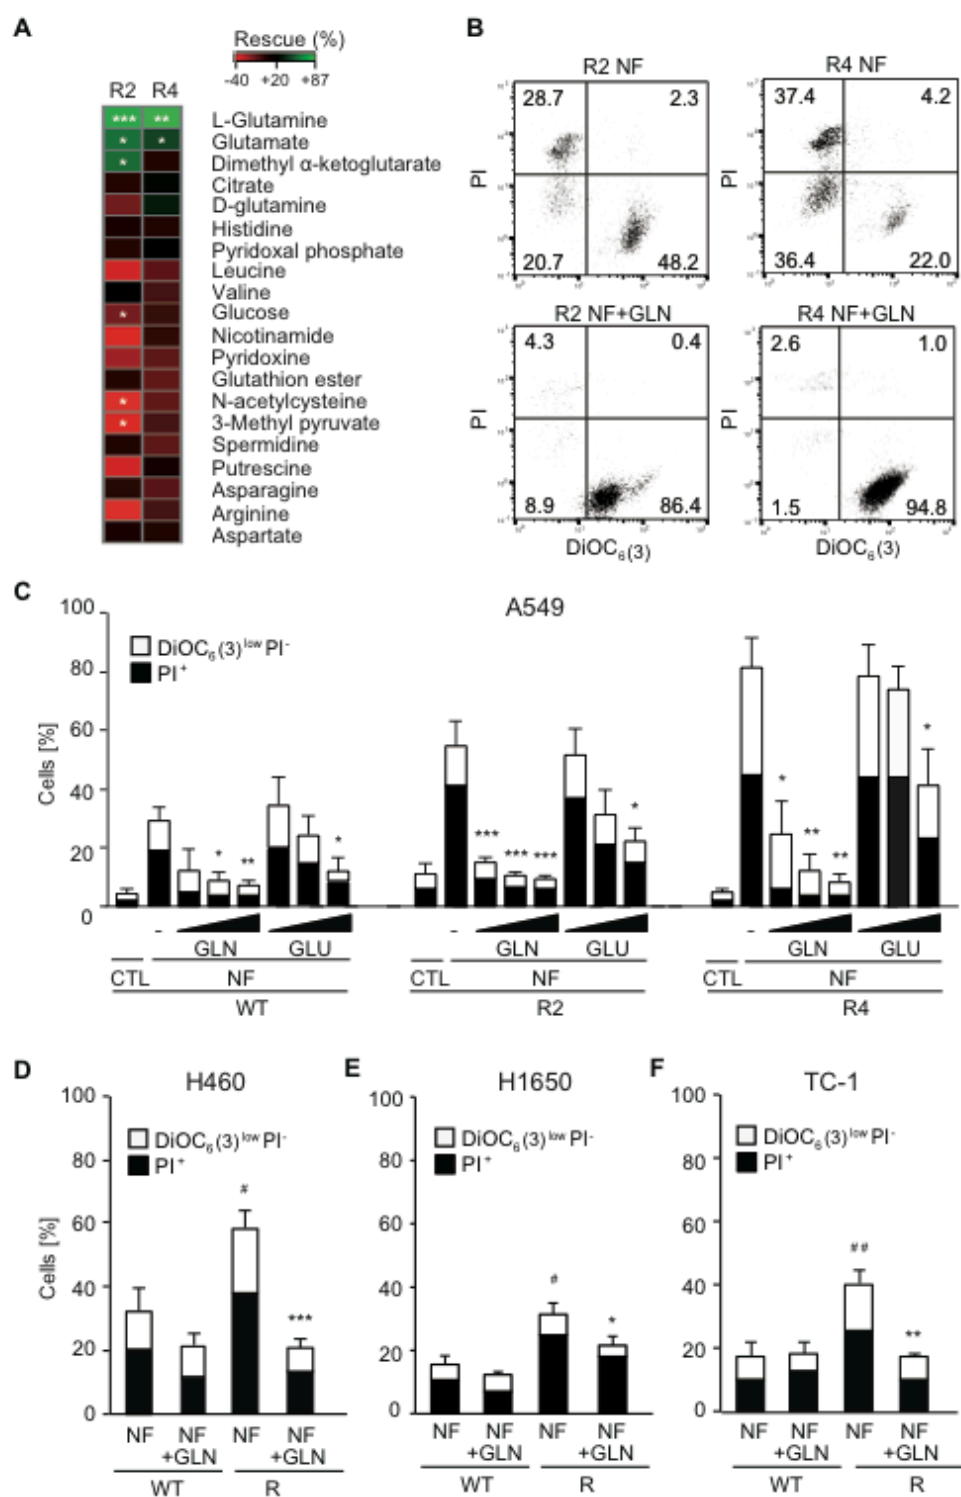 A
Rescue (%)
-40 +20 +87
R2 R4
*** ** L-Glutamine
* * Glutamate
* Dimethyl α-ketoglutarate
Citrate
D-glutamine
Histidine
Pyridoxal phosphate
Leucine
Valine
* Glucose
Nicotinamide
Pyridoxine
Glutathion ester
* N-acetylcysteine
* 3-Methyl pyruvate
Spermidine
Putrescine
Asparagine
Arginine
Aspartate
B
R2 NF
28.7 2.3
PI
20.7 48.2
R4 NF
37.4 4.2
PI
36.4 22.0
R2 NF+GLN
4.3 0.4
PI
8.9 86.4
DiOC6(3)
R4 NF+GLN
2.6 1.0
PI
1.5 94.8
DiOC6(3)
C
A549
DiOC6(3)low PI-
PI+
Cells [%]
100
80
60
40
20
0
* ** *
*** *** *** *
* ** ** *
- GLN GLU - GLN GLU - GLN GLU
CTL NF CTL NF CTL NF
WT R2 R4
D
H460
DiOC6(3)low PI-
PI+
Cells [%]
100
80
60
40
20
0
# ***
NF NF NF NF
+GLN +GLN
WT R
E
H1650
DiOC6(3)low PI-
PI+
100
80
60
40
20
0
# *
NF NF NF NF
+GLN +GLN
WT R
F
TC-1
DiOC6(3)low PI-
PI+
100
80
60
40
20
0
## **
NF NF NF NF
+GLN +GLN
WT R